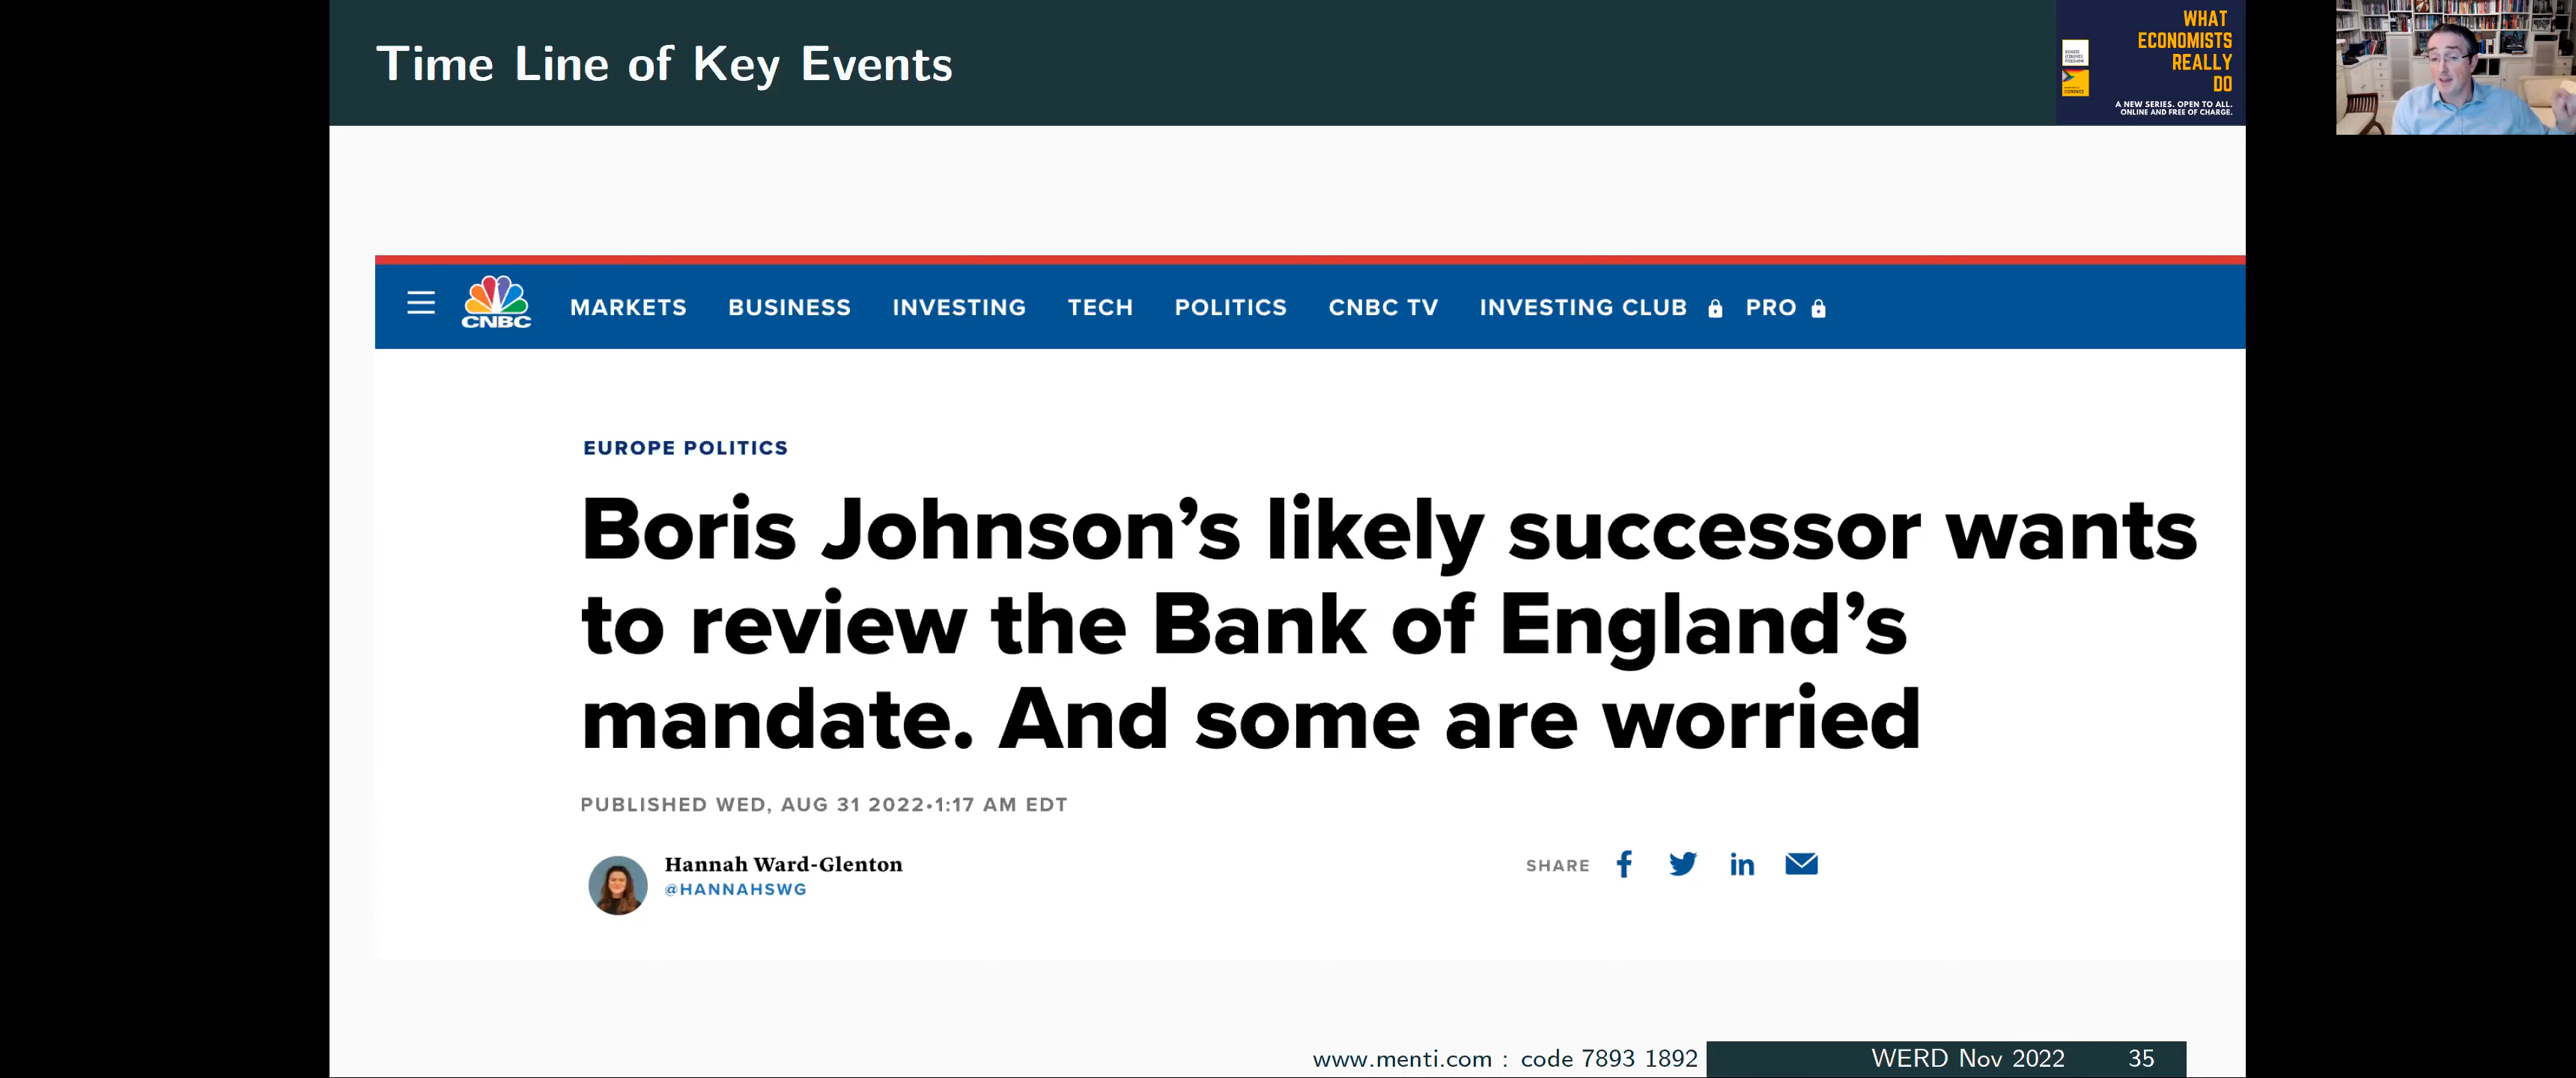 Time Line of Key Events
WHAT
ECONOMISTS
REALLY
DO
A NEW SERIES. OPEN TO ALL.
ONLINE AND FREE OF CHARGE.
CNBC
MARKETS BUSINESS INVESTING TECH POLITICS CNBC TV INVESTING CLUB PRO
EUROPE POLITICS
Boris Johnson’s likely successor wants
to review the Bank of England’s
mandate. And some are worried
PUBLISHED WED, AUG 31 2022•1:17 AM EDT
Hannah Ward-Glenton
@HANNAHSWG
SHARE
www.menti.com : code 7893 1892 WERD Nov 2022 35